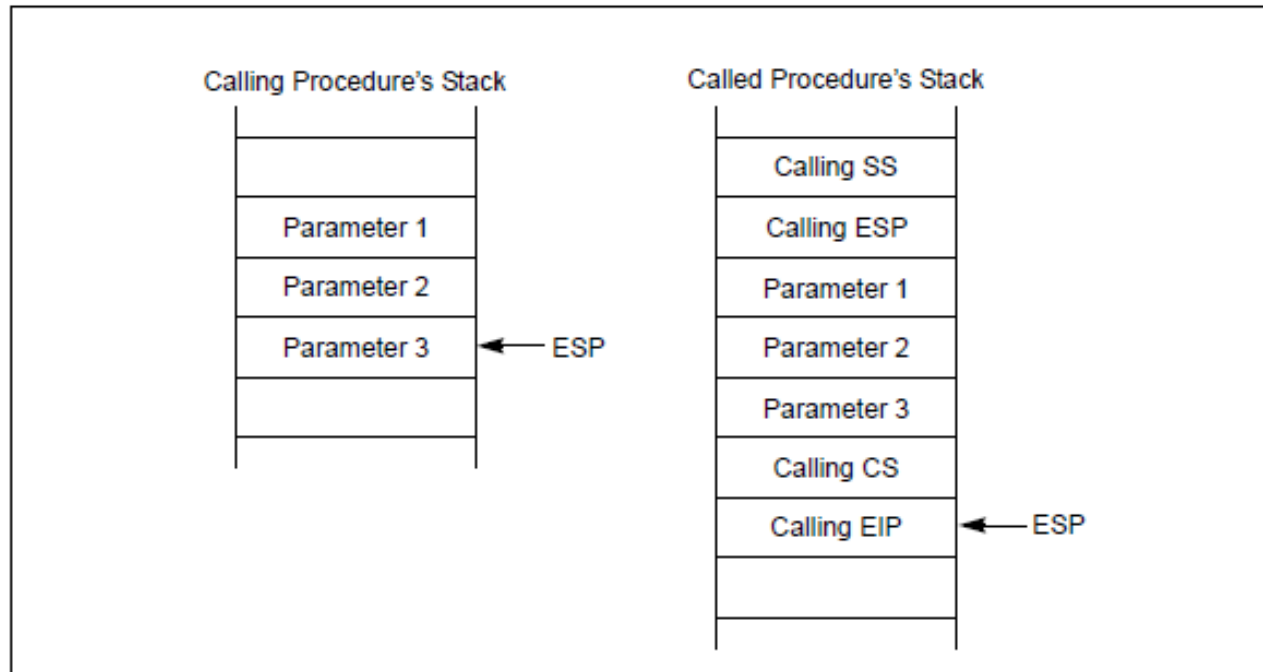 Calling Procedure's Stack
Parameter 1
Parameter 2
Parameter 3
ESP
Called Procedure's Stack
Calling SS
Calling ESP
Parameter 1
Parameter 2
Parameter 3
Calling CS
Calling EIP
ESP